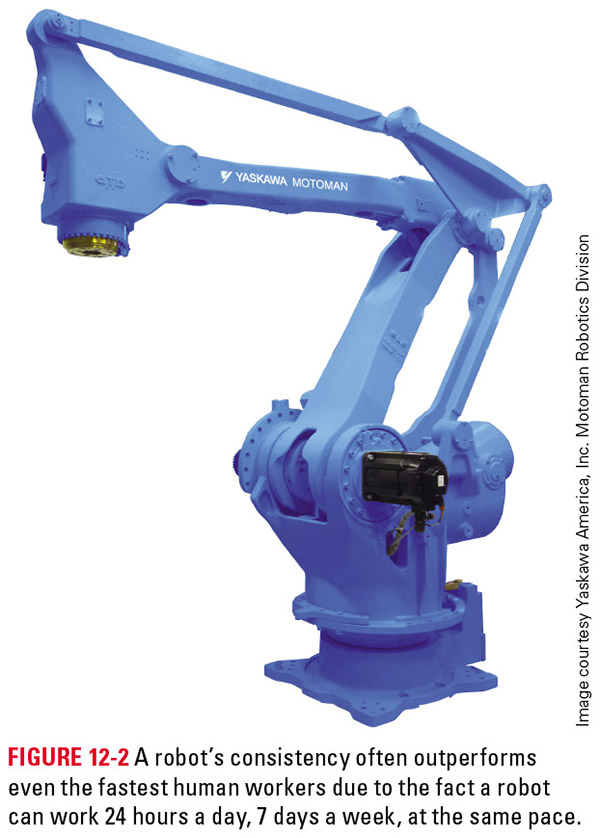 YASKAWA MOTOMAN
Image courtesy Yaskawa America, Inc. Motoman Robotics Division
FIGURE 12-2 A robot’s consistency often outperforms
even the fastest human workers due to the fact a robot
can work 24 hours a day, 7 days a week, at the same pace.